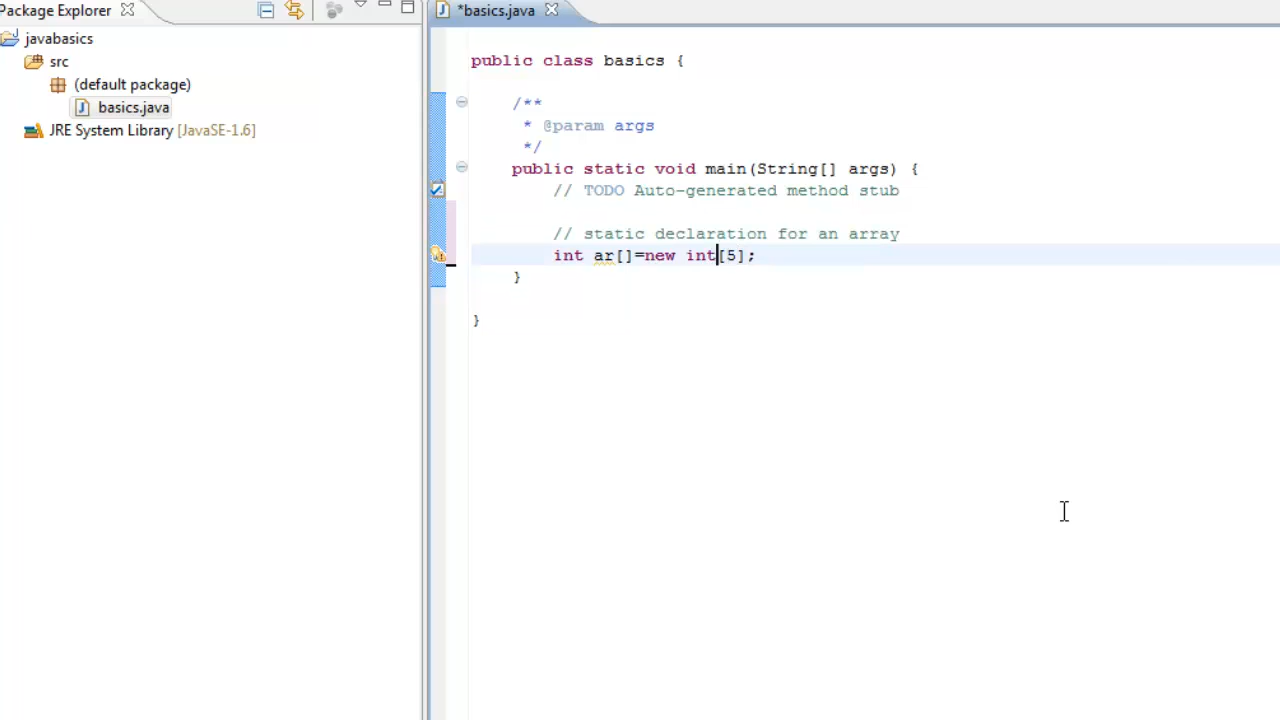 Package Explorer
javabasics
src
(default package)
basics.java
JRE System Library [JavaSE-1.6]
*basics.java
public class basics {
/**
* @param args
*/
public static void main(String[] args) {
// TODO Auto-generated method stub
// static declaration for an array
int ar[]=new int[5];
}
}